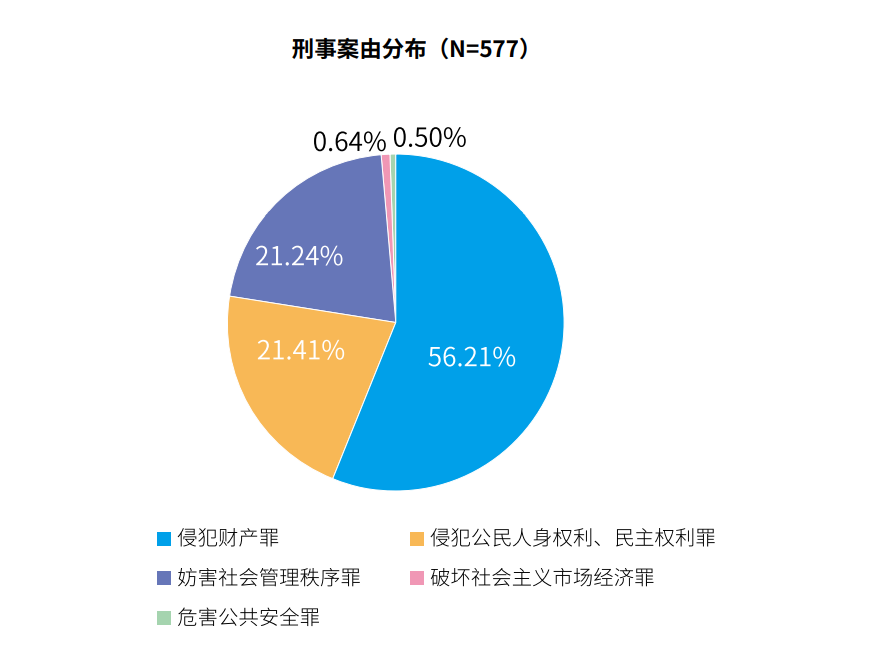 刑事案由分布（N=577）
0.64% 0.50%
21.24%
21.41%
56.21%
侵犯财产罪 侵犯公民人身权利、民主权利罪
妨害社会管理秩序罪 破坏社会主义市场经济罪
危害公共安全罪